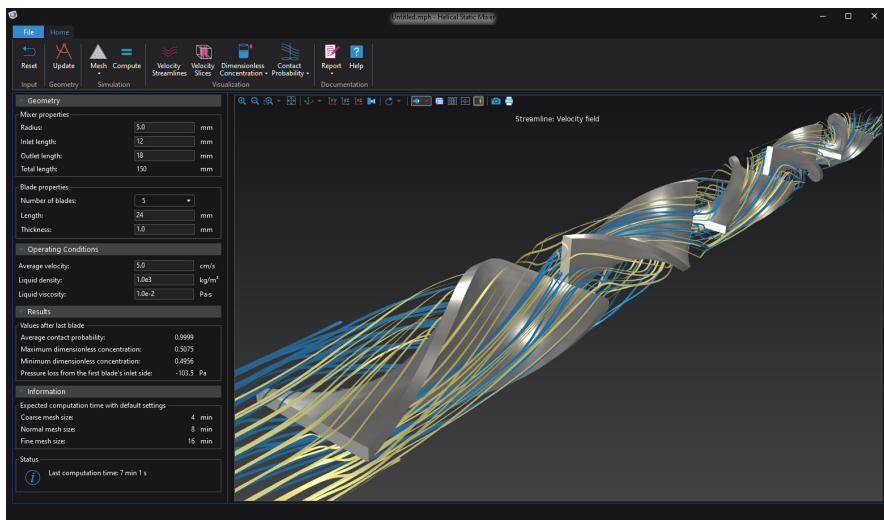 Untitled.mph - Helical Static Mixer
File Home
Reset Update Mesh Compute Velocity Streamlines Velocity Slices Dimensionless Concentration Contact Probability Report Help
Input Geometry Simulation Visualization Documentation
Geometry
Mixer properties
Radius: 5.0 mm
Inlet length: 12 mm
Outlet length: 18 mm
Total length: 150 mm
Blade properties
Number of blades: 5
Length: 24 mm
Thickness: 1.0 mm
Operating Conditions
Average velocity: 5.0 cm/s
Liquid density: 1.0e3 kg/m³
Liquid viscosity: 1.0e-2 Pa·s
Results
Values after last blade
Average contact probability: 0.9999
Maximum dimensionless concentration: 0.5075
Minimum dimensionless concentration: 0.4956
Pressure loss from the first blade's inlet side: -103.5 Pa
Information
Expected computation time with default settings
Coarse mesh size: 4 min
Normal mesh size: 8 min
Fine mesh size: 16 min
Status
Last computation time: 7 min 1 s
Streamline: Velocity field